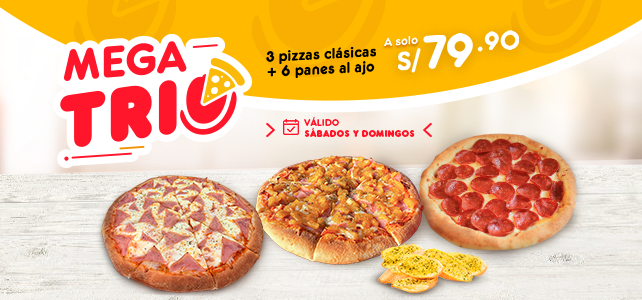 MEGA
TRIO
3 pizzas clásicas
+ 6 panes al ajo
A solo
S/79.90
VÁLIDO
SÁBADOS Y DOMINGOS